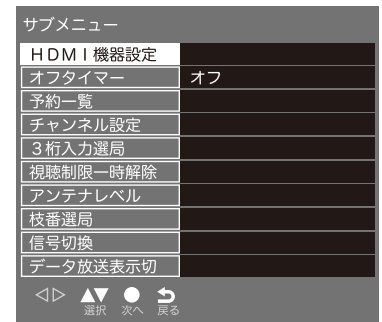 サブメニュー
HDMI機器設定
オフタイマー オフ
予約一覧
チャンネル設定
3桁入力選局
視聴制限一時解除
アンテナレベル
枝番選局
信号切換
データ放送表示切
選択 次へ 戻る